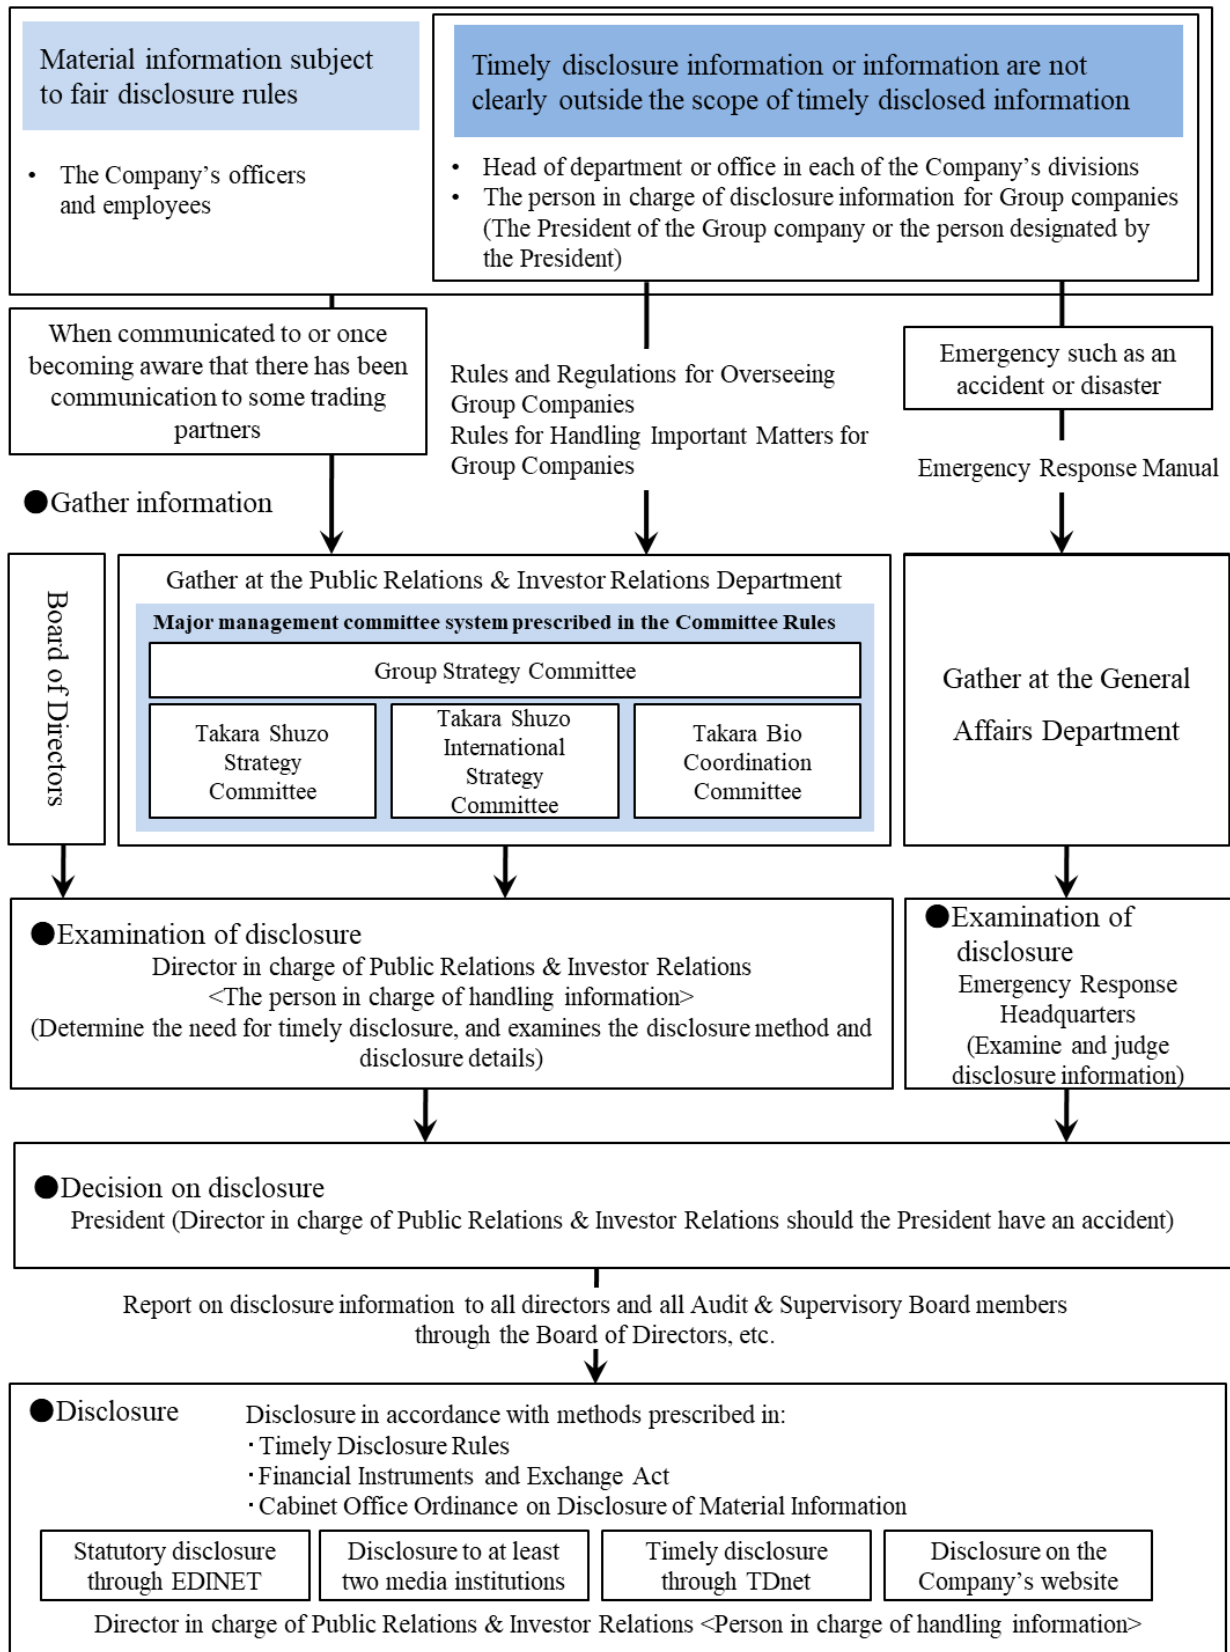 Material information subject
to fair disclosure rules
• The Company’s officers
and employees
Timely disclosure information or information are not
clearly outside the scope of timely disclosed information
• Head of department or office in each of the Company’s divisions
• The person in charge of disclosure information for Group companies
(The President of the Group company or the person designated by
the President)
When communicated to or once
becoming aware that there has been
communication to some trading
partners
Rules and Regulations for Overseeing
Group Companies
Rules for Handling Important Matters for
Group Companies
Emergency such as an
accident or disaster
Emergency Response Manual
●Gather information
Board of Directors
Gather at the Public Relations & Investor Relations Department
Major management committee system prescribed in the Committee Rules
Group Strategy Committee
Takara Shuzo
Strategy
Committee
Takara Shuzo
International
Strategy
Committee
Takara Bio
Coordination
Committee
Gather at the General
Affairs Department
●Examination of disclosure
Director in charge of Public Relations & Investor Relations
<The person in charge of handling information>
(Determine the need for timely disclosure, and examines the disclosure method and
disclosure details)
●Examination of
disclosure
Emergency Response
Headquarters
(Examine and judge
disclosure information)
●Decision on disclosure
President (Director in charge of Public Relations & Investor Relations should the President have an accident)
Report on disclosure information to all directors and all Audit & Supervisory Board members
through the Board of Directors, etc.
●Disclosure
Disclosure in accordance with methods prescribed in:
・Timely Disclosure Rules
・Financial Instruments and Exchange Act
・Cabinet Office Ordinance on Disclosure of Material Information
Statutory disclosure
through EDINET
Disclosure to at least
two media institutions
Timely disclosure
through TDnet
Disclosure on the
Company’s website
Director in charge of Public Relations & Investor Relations <Person in charge of handling information>